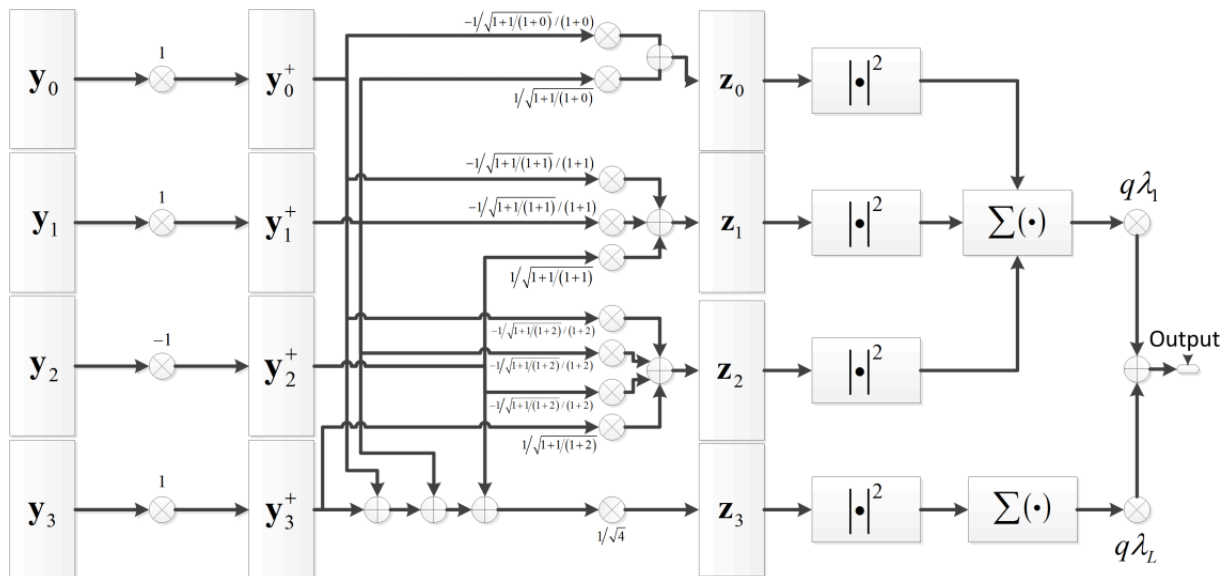 −1/√(1+1/(1+0))/(1+0)
y₀
1
y₀⁺
1/√(1+1/(1+0))
z₀
|•|²
−1/√(1+1/(1+1))/(1+1)
y₁
1
y₁⁺
−1/√(1+1/(1+1))/(1+1)
1/√(1+1/(1+1))
z₁
|•|²
∑(•)
qλ₁
y₂
−1
y₂⁺
−1/√(1+1/(1+2))/(1+2)
−1/√(1+1/(1+2))/(1+2)
−1/√(1+1/(1+2))/(1+2)
1/√(1+1/(1+2))
z₂
|•|²
Output
y₃
1
y₃⁺
1/√4
z₃
|•|²
∑(•)
qλ_L